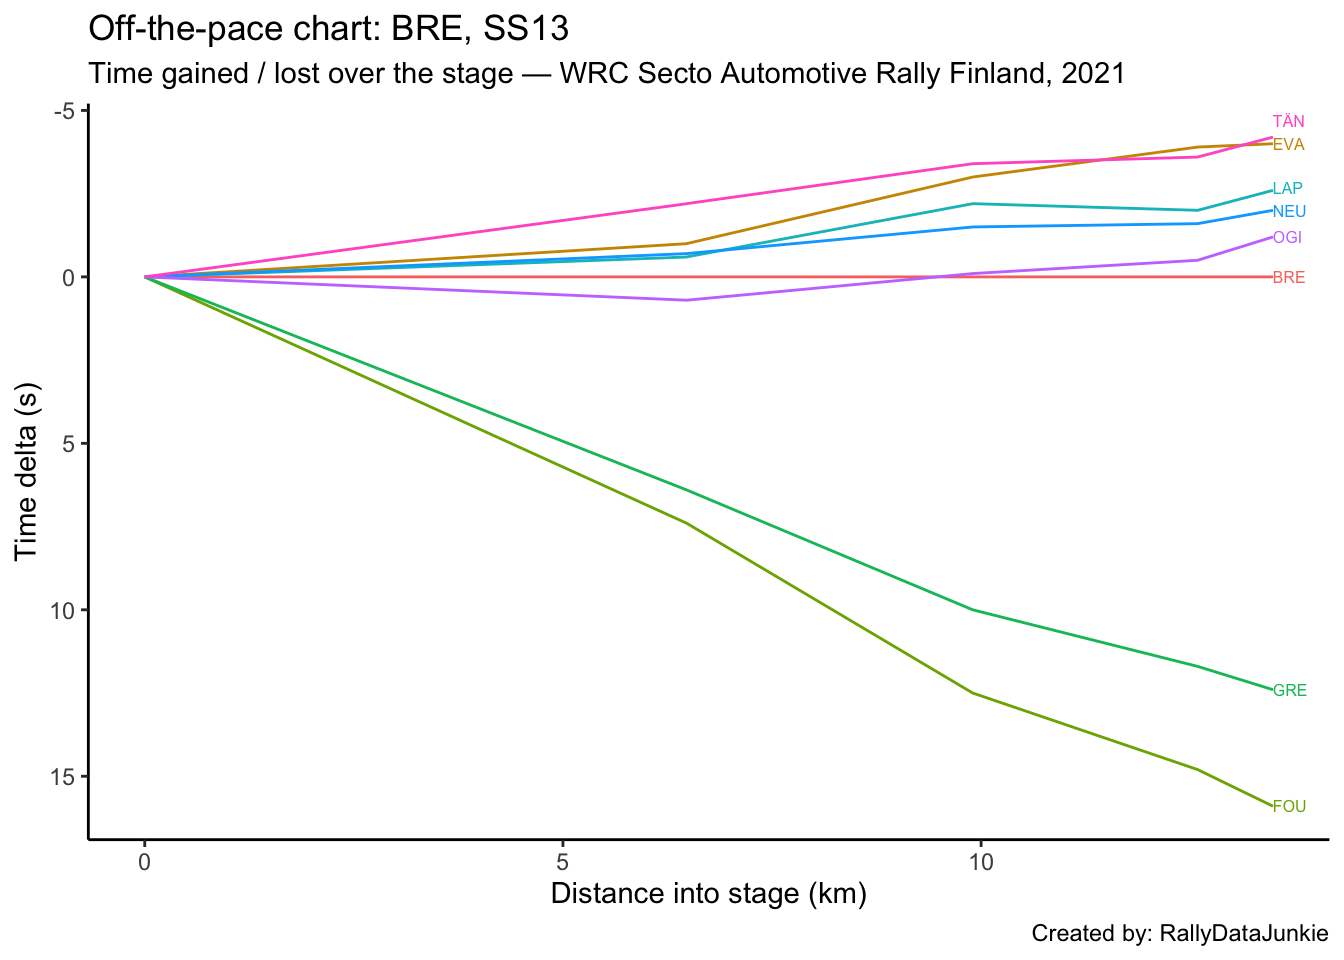 Off-the-pace chart: BRE, SS13
Time gained / lost over the stage — WRC Secto Automotive Rally Finland, 2021
-5
0
5
10
15
Time delta (s)
TÄN
EVA
LAP
NEU
OGI
BRE
GRE
FOU
0
5
10
Distance into stage (km)
Created by: RallyDataJunkie